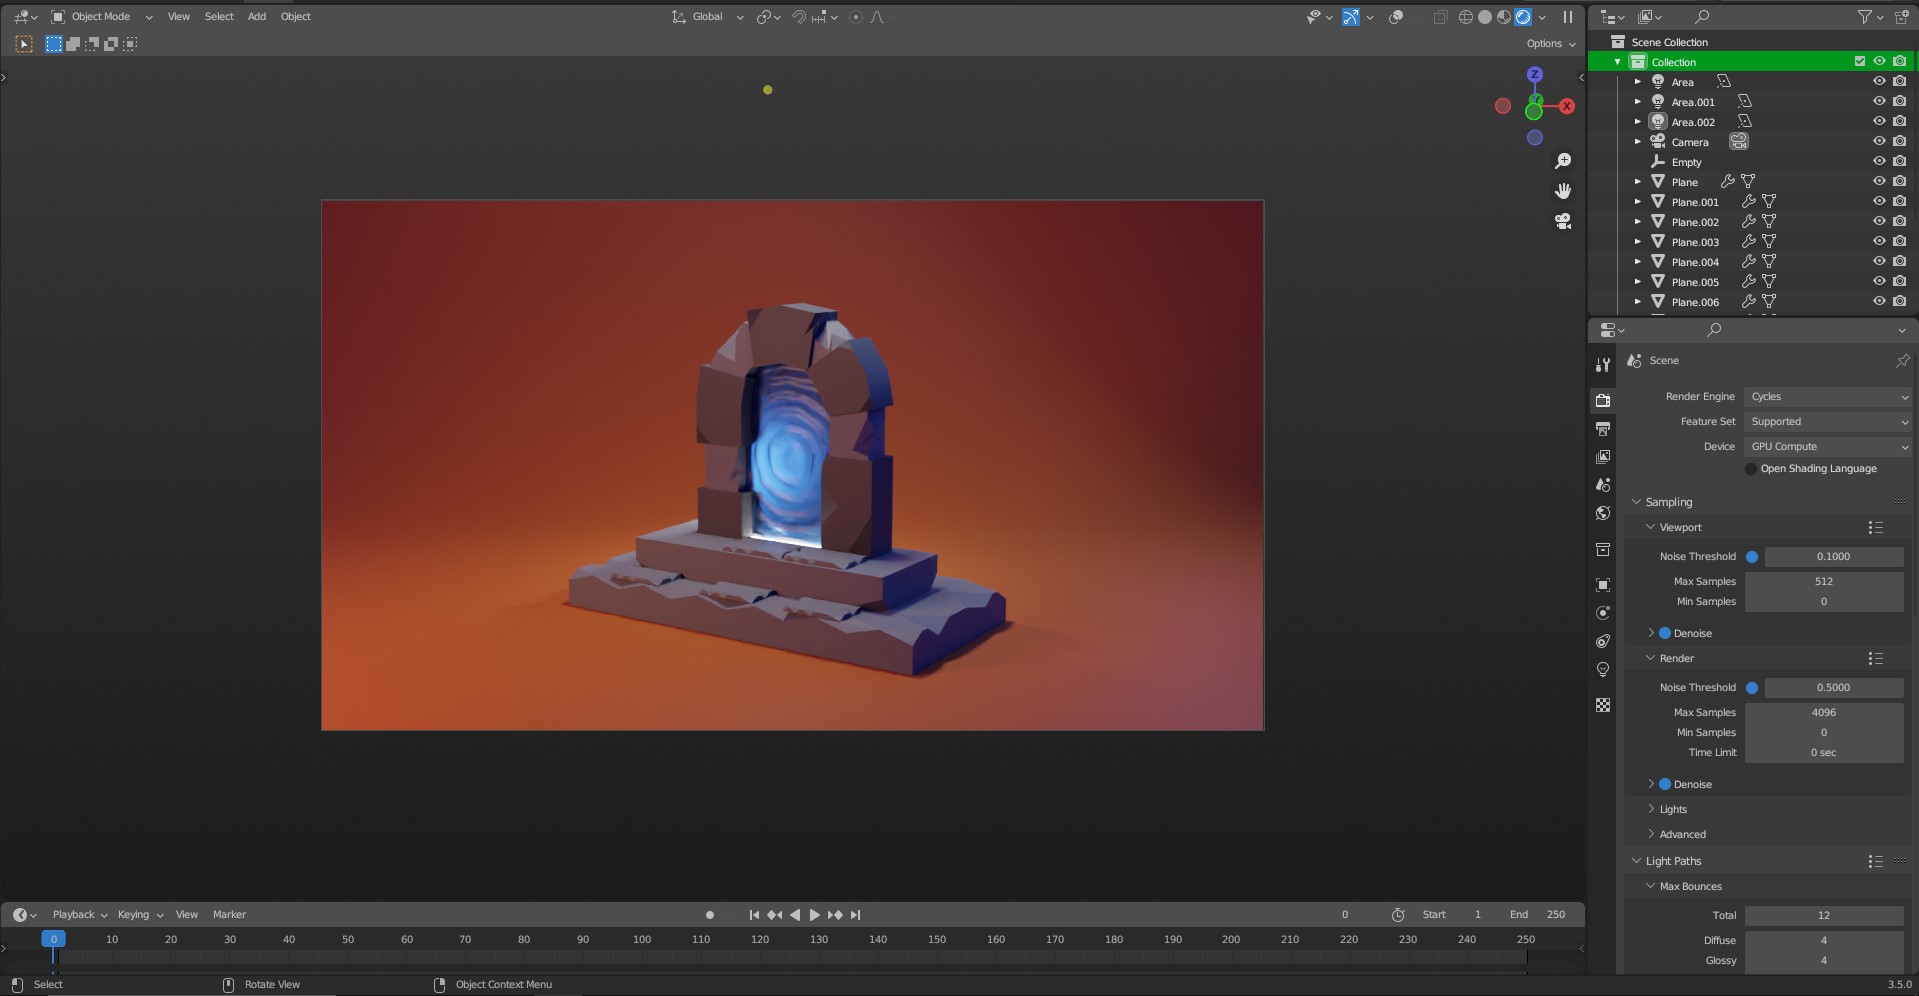 Object Mode View Select Add Object Global
Options
Z
X
Scene Collection
Collection
Area
Area.001
Area.002
Camera
Empty
Plane
Plane.001
Plane.002
Plane.003
Plane.004
Plane.005
Plane.006
Scene
Render Engine Cycles
Feature Set Supported
Device GPU Compute
Open Shading Language
Sampling
Viewport
Noise Threshold 0.1000
Max Samples 512
Min Samples 0
Denoise
Render
Noise Threshold 0.5000
Max Samples 4096
Min Samples 0
Time Limit 0 sec
Denoise
Lights
Advanced
Light Paths
Max Bounces
Total 12
Diffuse 4
Glossy 4
Playback Keying View Marker 0 Start 1 End 250
0 10 20 30 40 50 60 70 80 90 100 110 120 130 140 150 160 170 180 190 200 210 220 230 240 250
Select Rotate View Object Context Menu 3.5.0